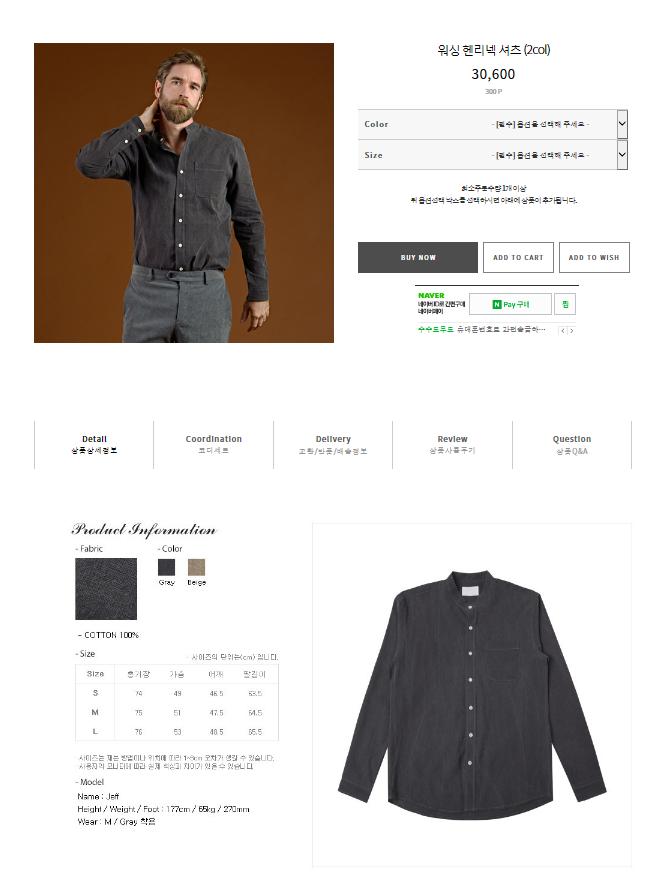 워싱 헨리넥 셔츠 (2col)
30,600
300 P
Color - [필수] 옵션을 선택해 주세요 -
Size - [필수] 옵션을 선택해 주세요 -
최소주문수량 1개 이상
위 옵션선택 박스를 선택하시면 아래에 상품이 추가됩니다.
BUY NOW ADD TO CART ADD TO WISH
NAVER
네이버 ID로 간편구매
네이버페이
N Pay 구매 찜
Detail Coordination Delivery Review Question
상품상세정보 코디세트 교환/반품/배송정보 상품사용후기 상품Q&A
Product Information
- Fabric - Color
Gray Beige
- COTTON 100%
- Size - 사이즈의 단위는(cm) 입니다.
Size 총기장 가슴 어깨 팔길이
S 74 49 46.5 63.5
M 75 51 47.5 64.5
L 76 53 48.5 65.5
사이즈는 재는 방법이나 위치에 따라 1~3cm 오차가 생길 수 있습니다.
사용자의 모니터에 따라 실제 색상과 차이가 있을 수 있습니다.
- Model
Name : Jeff
Height / Weight / Foot : 177cm / 65kg / 270mm
Wear : M / Gray 착용